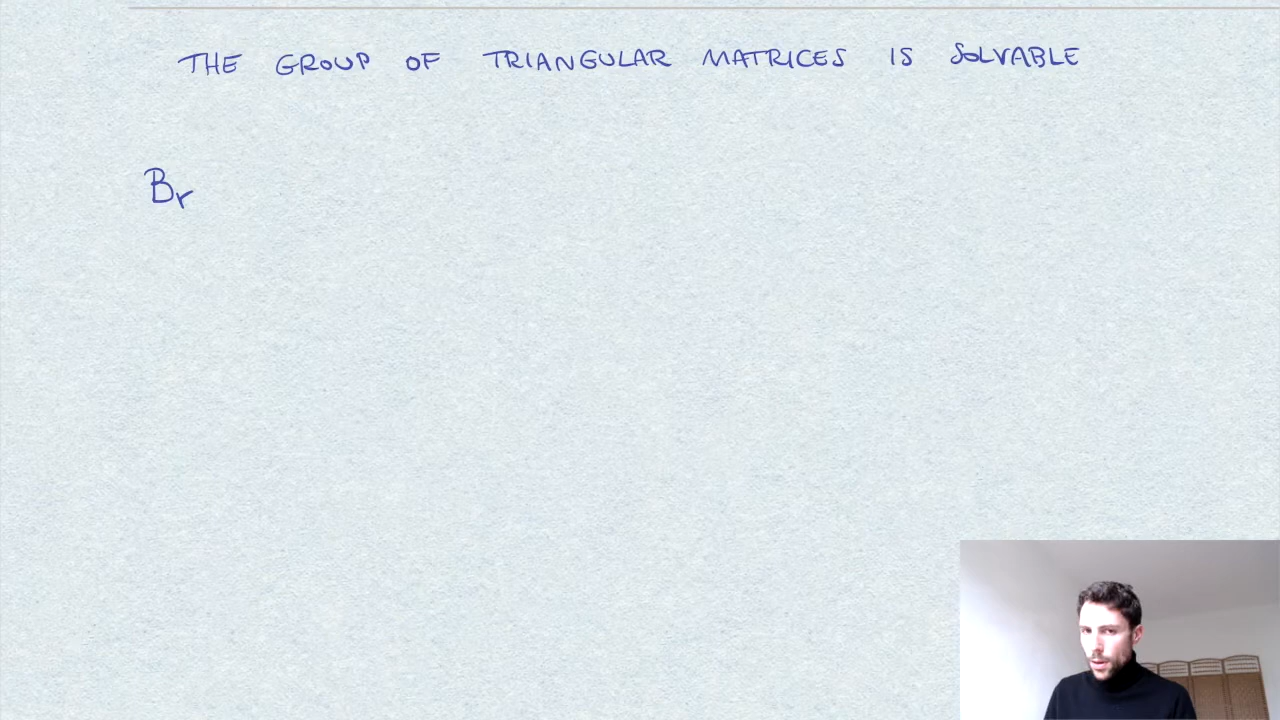 THE GROUP OF TRIANGULAR MATRICES IS SOLVABLE
Br